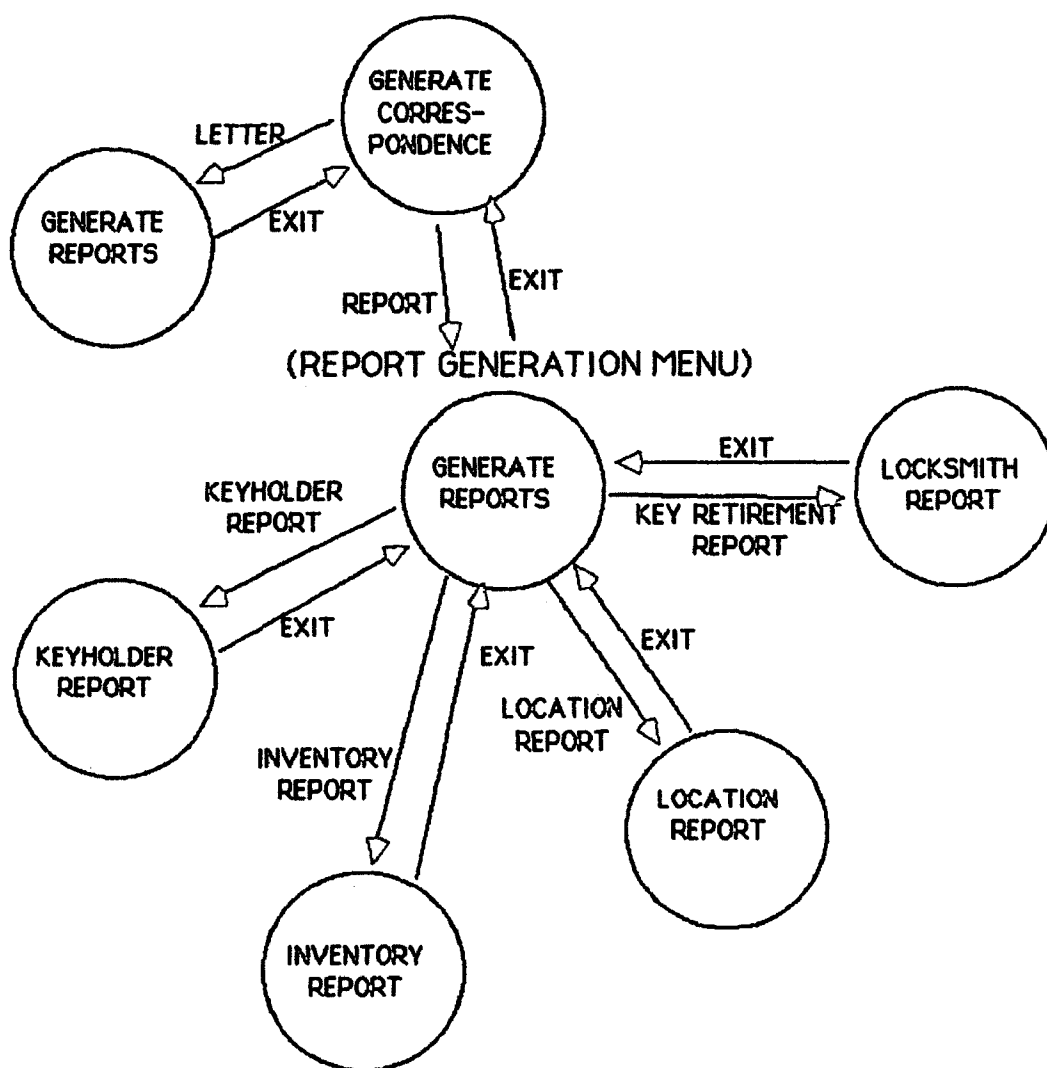 GENERATE
CORRES-
PONDENCE
LETTER
GENERATE
REPORTS
EXIT
REPORT
EXIT
(REPORT GENERATION MENU)
GENERATE
REPORTS
EXIT
LOCKSMITH
REPORT
KEY RETIREMENT
REPORT
KEYHOLDER
REPORT
KEYHOLDER
REPORT
EXIT
EXIT
EXIT
LOCATION
REPORT
INVENTORY
REPORT
LOCATION
REPORT
INVENTORY
REPORT